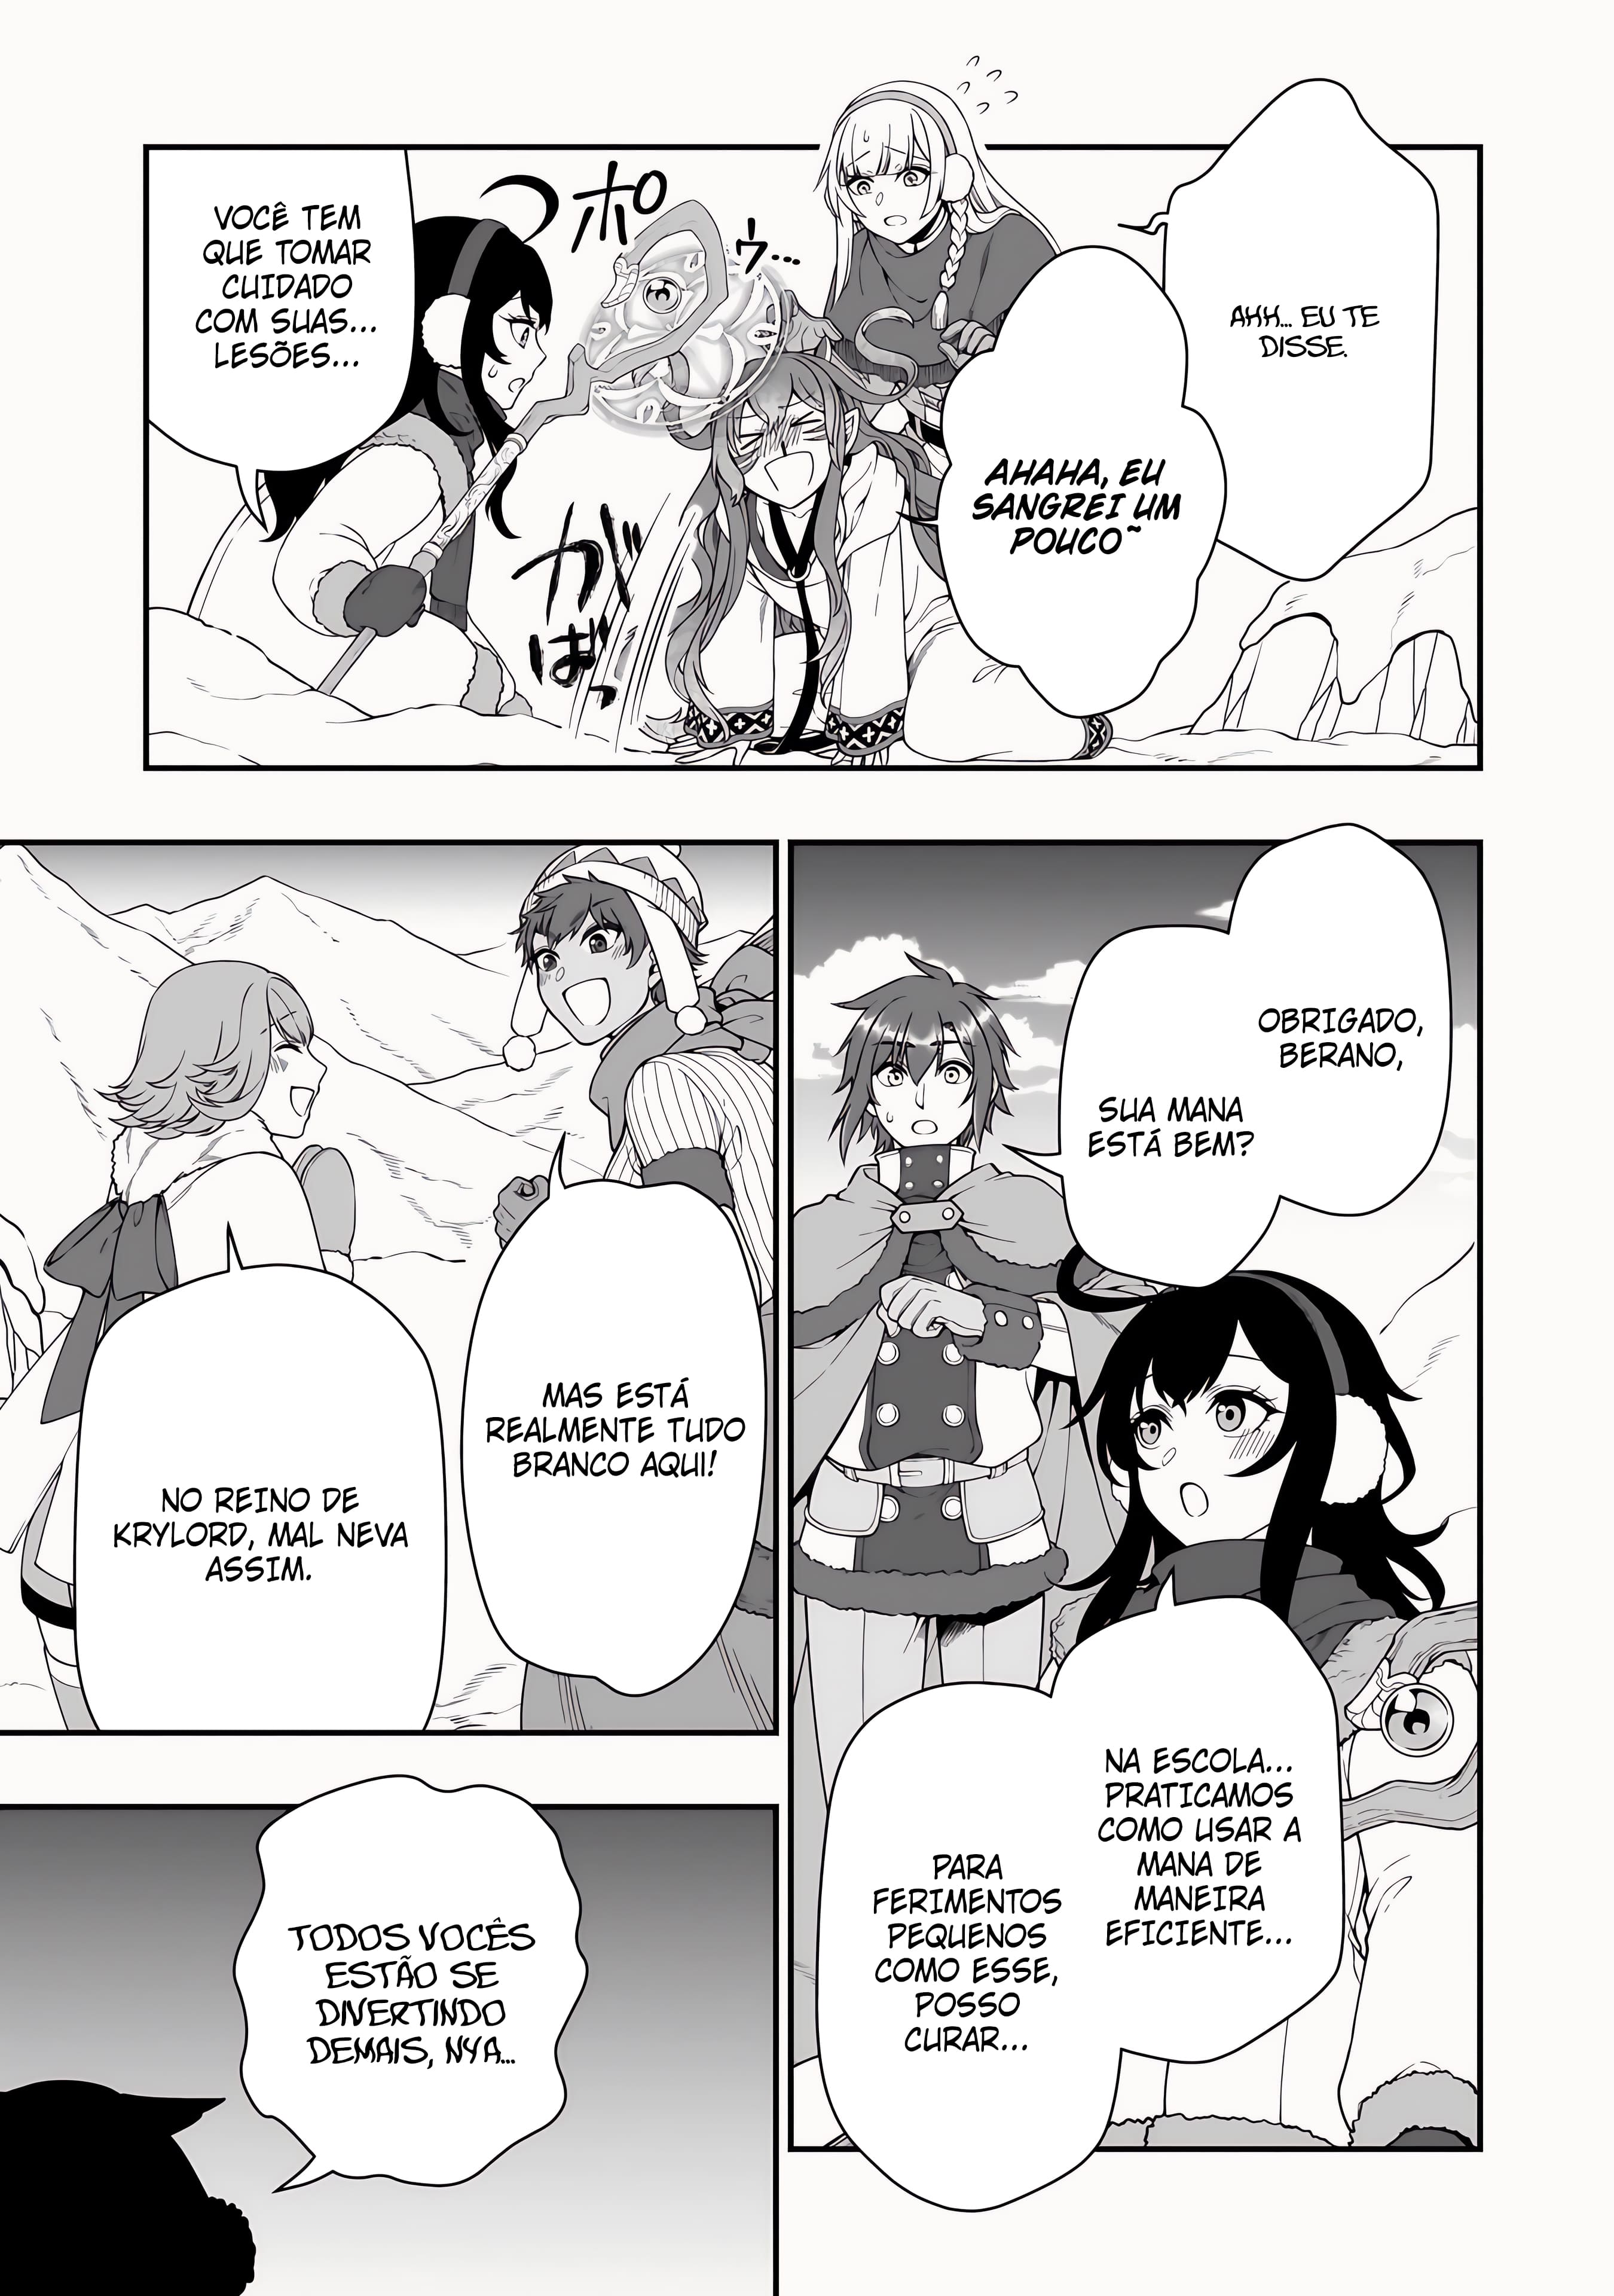 AHH... EU TE
DISSE.
AHAHA, EU
SANGREI UM
POUCO~
ポウ...
がばっ
VOCÊ TEM
QUE TOMAR
CUIDADO
COM SUAS...
LESÕES...
OBRIGADO,
BERANO,
SUA MANA
ESTÁ BEM?
NA ESCOLA...
PRATICAMOS
COMO USAR A
MANA DE
MANEIRA
EFICIENTE...
PARA
FERIMENTOS
PEQUENOS
COMO ESSE,
POSSO
CURAR...
MAS ESTÁ
REALMENTE TUDO
BRANCO AQUI!
NO REINO DE
KRYLORD, MAL NEVA
ASSIM.
TODOS VOCÊS
ESTÃO SE
DIVERTINDO
DEMAIS, NYA...